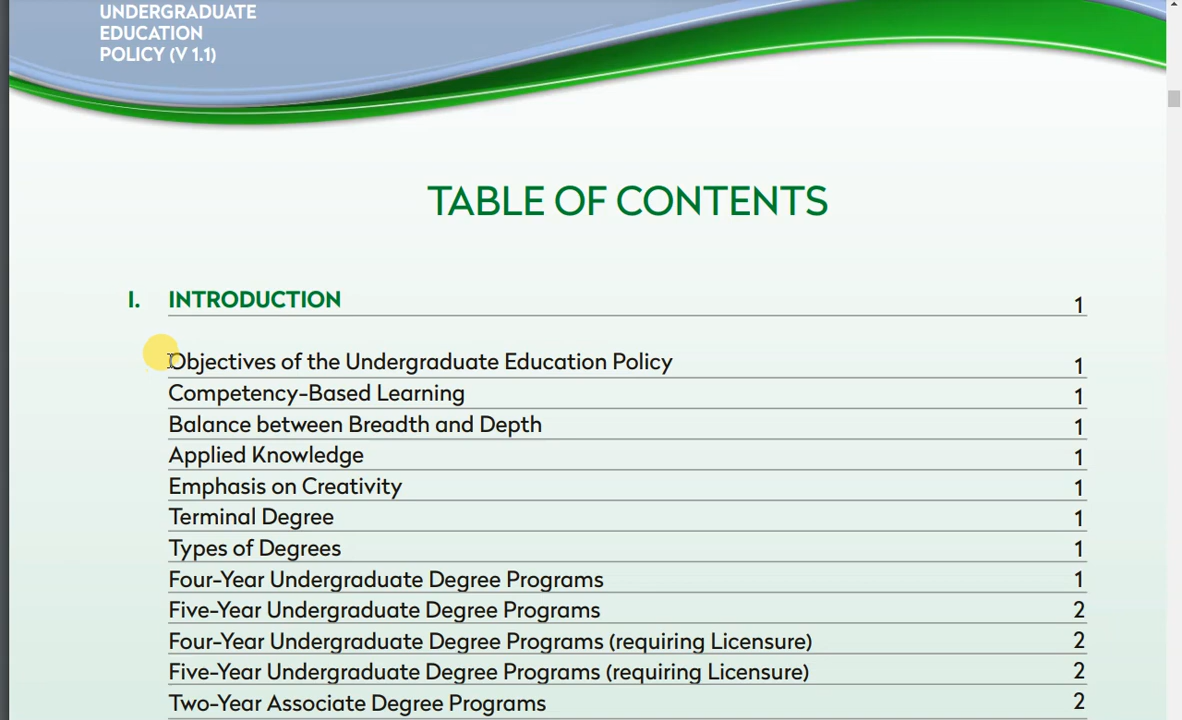 UNDERGRADUATE
EDUCATION
POLICY (V 1.1)
TABLE OF CONTENTS
I. INTRODUCTION 1
Objectives of the Undergraduate Education Policy 1
Competency-Based Learning 1
Balance between Breadth and Depth 1
Applied Knowledge 1
Emphasis on Creativity 1
Terminal Degree 1
Types of Degrees 1
Four-Year Undergraduate Degree Programs 1
Five-Year Undergraduate Degree Programs 2
Four-Year Undergraduate Degree Programs (requiring Licensure) 2
Five-Year Undergraduate Degree Programs (requiring Licensure) 2
Two-Year Associate Degree Programs 2